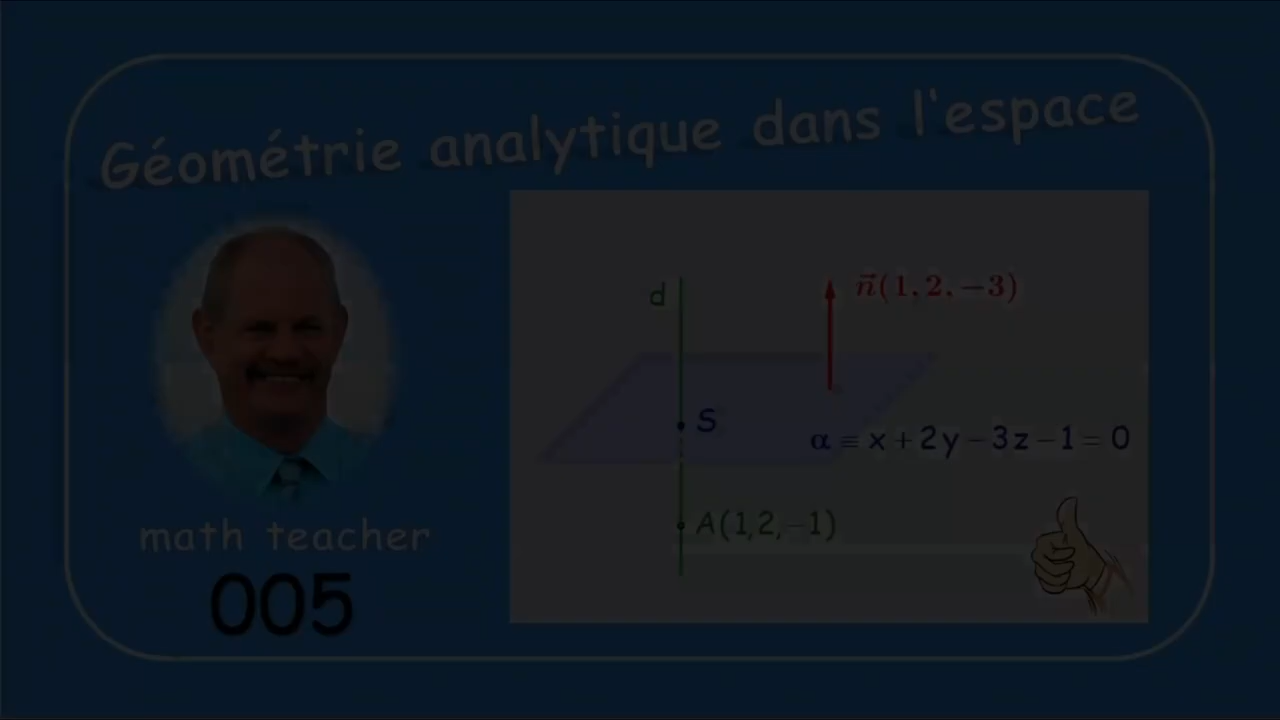 Géométrie analytique dans l'espace
d
n⃗(1, 2, −3)
S
α ≡ x + 2y − 3z − 1 = 0
A(1,2,−1)
math teacher
005